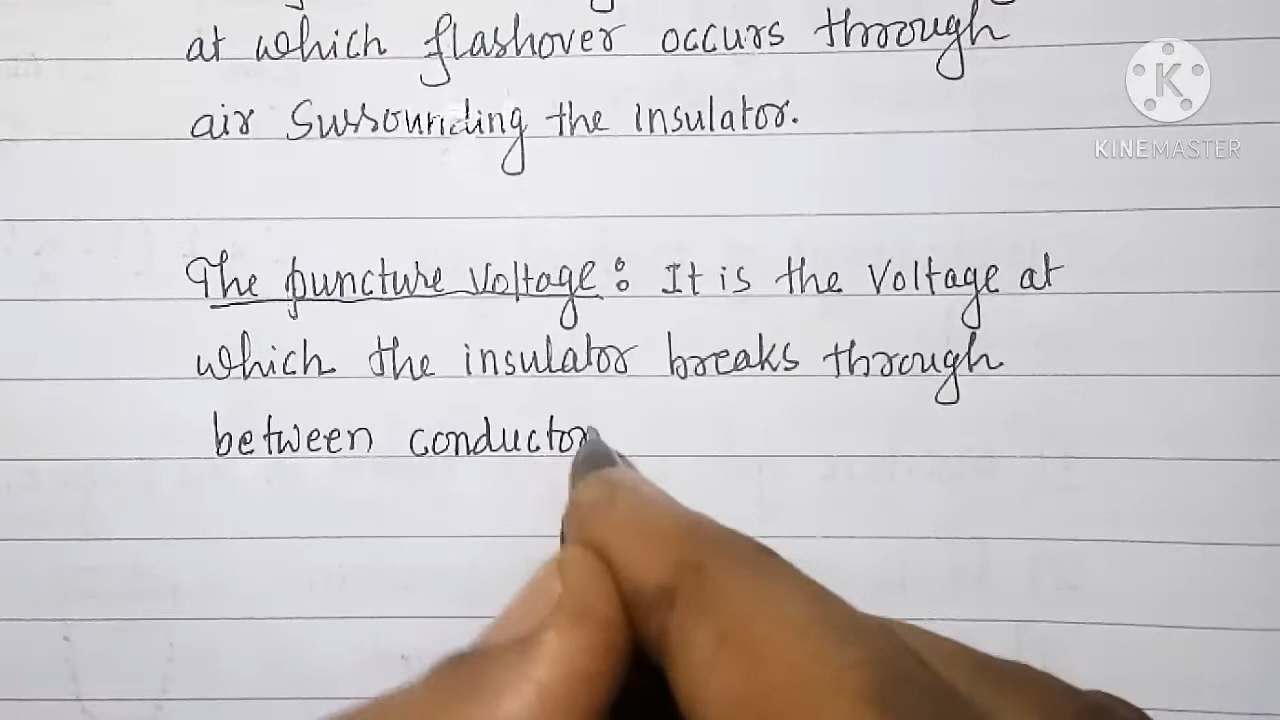 at which flashover occurs through
air Surrounding the insulator.
K
KINEMASTER
The puncture Voltage: It is the Voltage at
which the insulator breaks through
between conductor